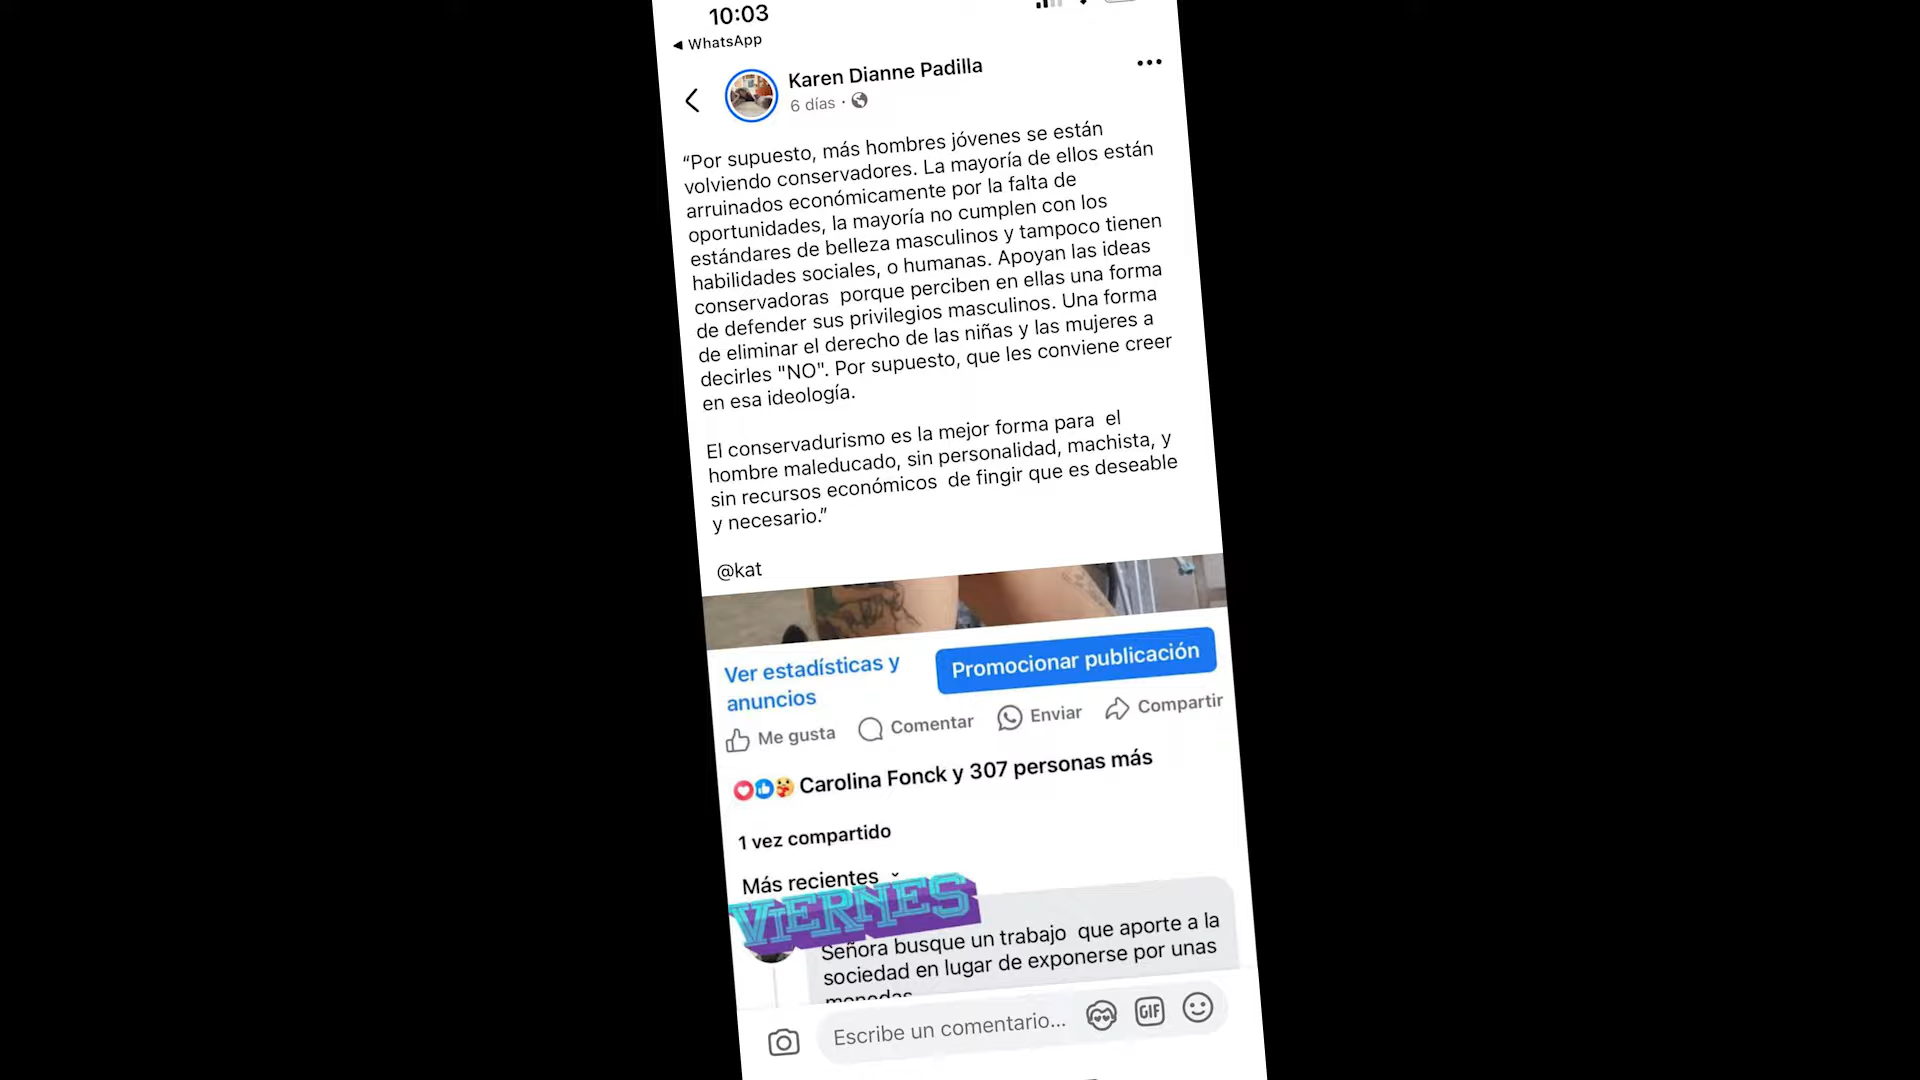 10:03
◀ WhatsApp
Karen Dianne Padilla
6 días ·
“Por supuesto, más hombres jóvenes se están
volviendo conservadores. La mayoría de ellos están
arruinados económicamente por la falta de
oportunidades, la mayoría no cumplen con los
estándares de belleza masculinos y tampoco tienen
habilidades sociales, o humanas. Apoyan las ideas
conservadoras  porque perciben en ellas una forma
de defender sus privilegios masculinos. Una forma
de eliminar el derecho de las niñas y las mujeres a
decirles "NO". Por supuesto, que les conviene creer
en esa ideología.
El conservadurismo es la mejor forma para  el
hombre maleducado, sin personalidad, machista, y
sin recursos económicos  de fingir que es deseable
y necesario.”
@kat
Ver estadísticas y
anuncios
Promocionar publicación
Me gusta
Comentar
Enviar
Compartir
Carolina Fonck y 307 personas más
1 vez compartido
Más recientes
VIERNES
Señora busque un trabajo  que aporte a la
sociedad en lugar de exponerse por unas
monedas
Escribe un comentario...
GIF